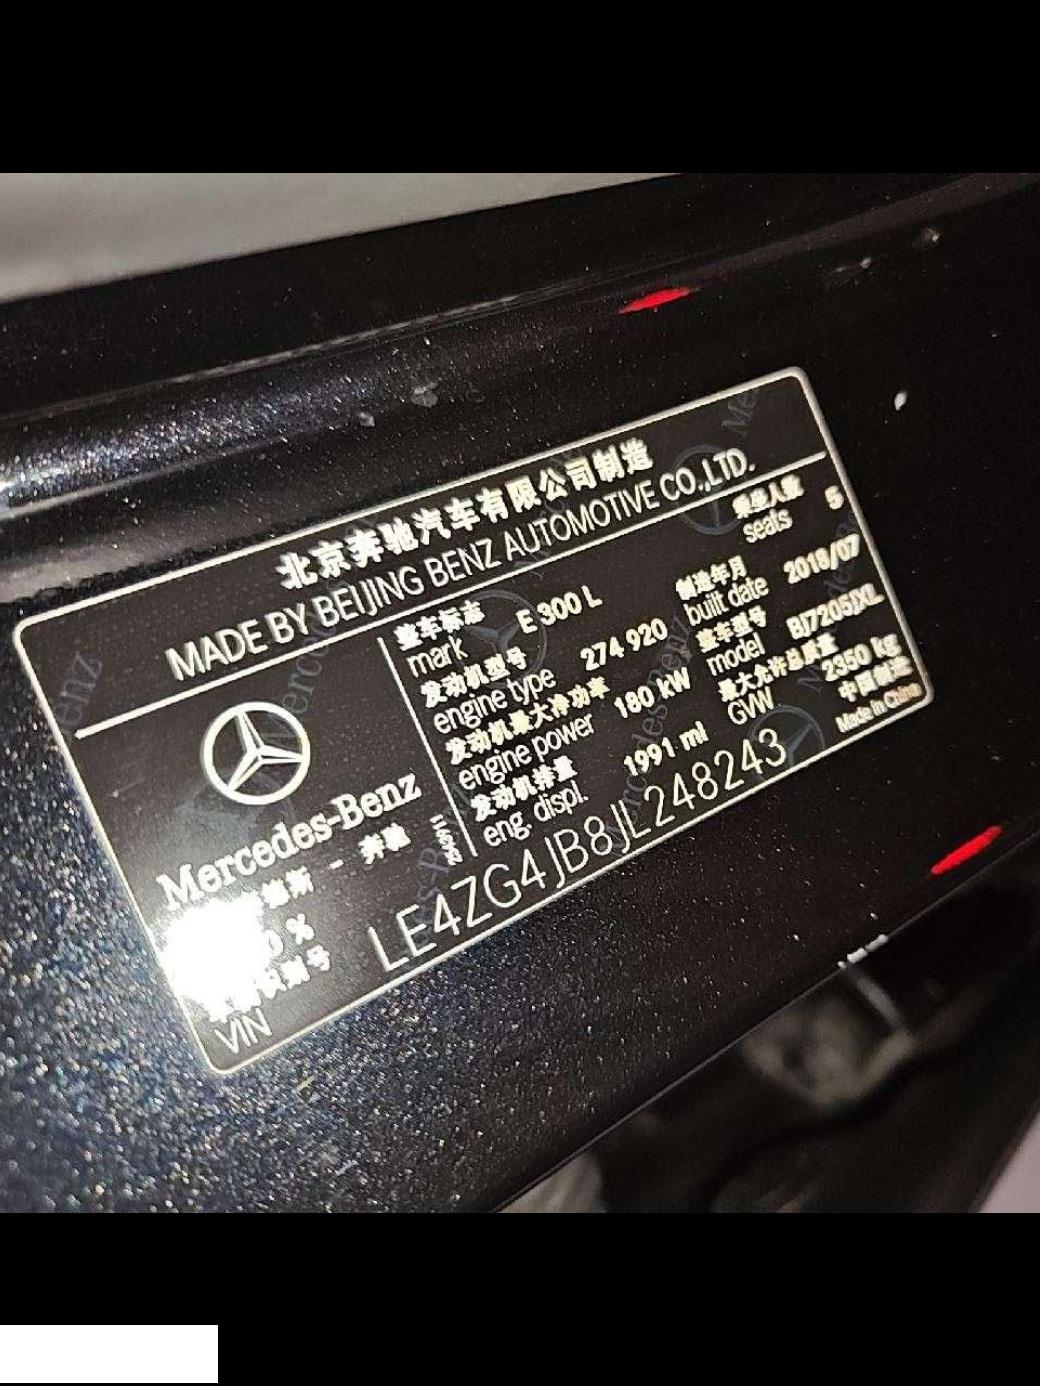 北京奔驰汽车有限公司制造
MADE BY BEIJING BENZ AUTOMOTIVE CO.,LTD.
乘坐人数 5
seats
整车标志 E 300 L
mark
制造年月 2018/07
built date
发动机型号 274 920
engine type
整车型号 BJ7205JXL
model
发动机最大净功率 180 kW
engine power
最大允许总质量 2350 kg
GVW
发动机排量 1991 ml
eng. displ.
中国制造
Made in China
Mercedes-Benz
德斯 - 奔驰
0 %
识别号
VIN
LE4ZG4JB8JL248243